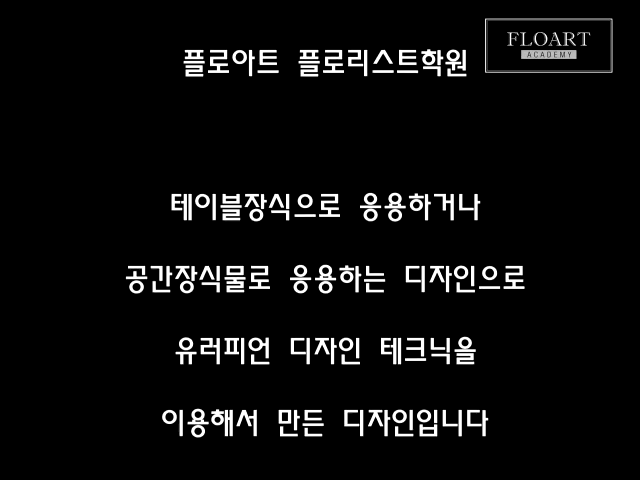 플로아트 플로리스트학원
FLOART
ACADEMY
테이블장식으로 응용하거나
공간장식물로 응용하는 디자인으로
유러피언 디자인 테크닉을
이용해서 만든 디자인입니다